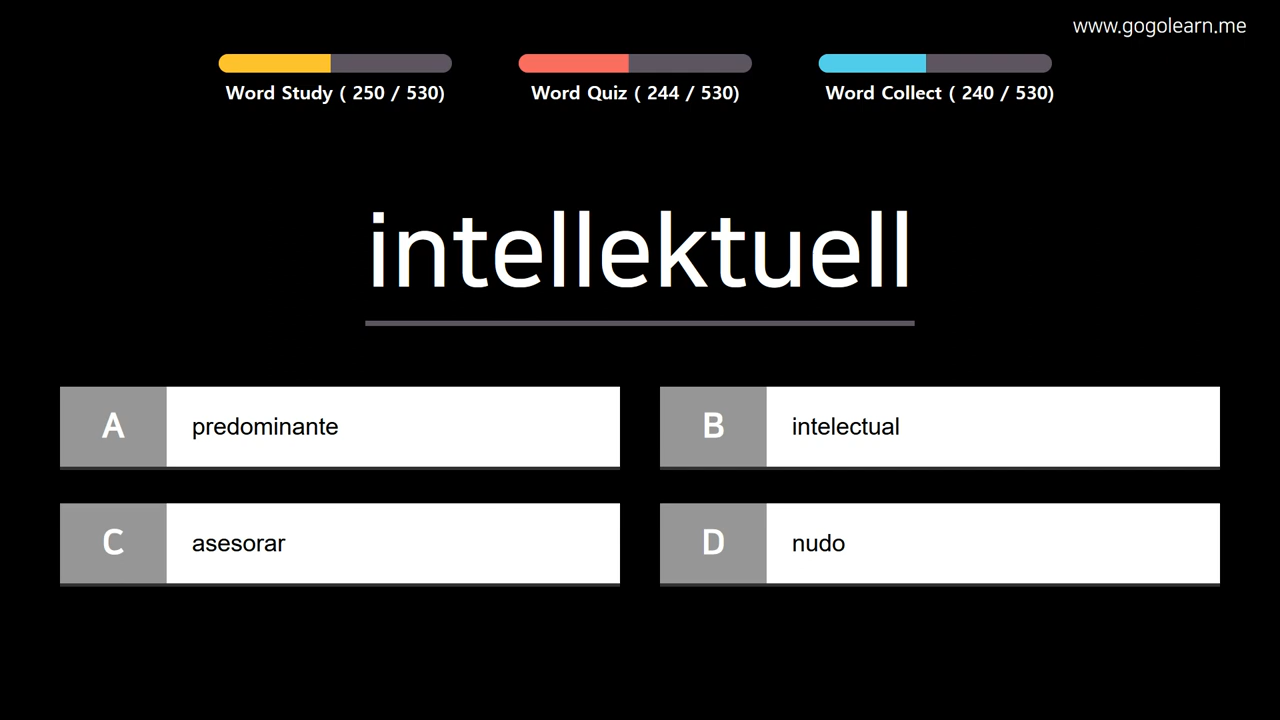 www.gogolearn.me
Word Study ( 250 / 530)
Word Quiz ( 244 / 530)
Word Collect ( 240 / 530)
intellektuell
A predominante
B intelectual
C asesorar
D nudo